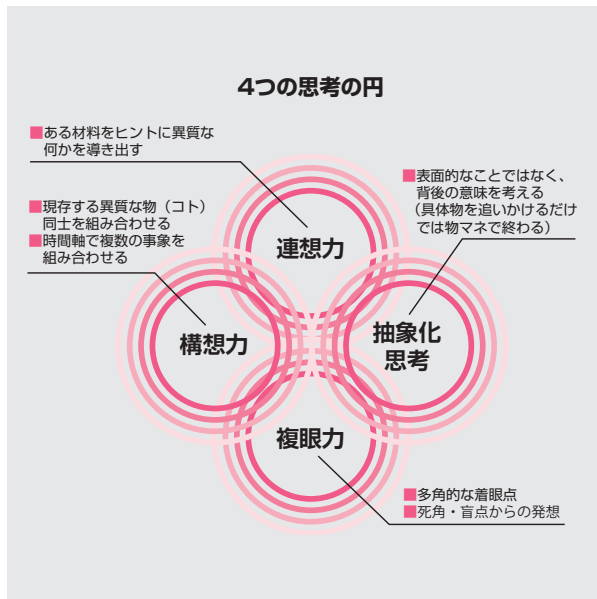 4つの思考の円
■ある材料をヒントに異質な
何かを導き出す
■表面的なことではなく、
背後の意味を考える
（具体物を追いかけるだけ
では物マネで終わる）
■現存する異質な物（コト）
同士を組み合わせる
■時間軸で複数の事象を
組み合わせる
連想力
構想力
抽象化
思考
複眼力
■多角的な着眼点
■死角・盲点からの発想